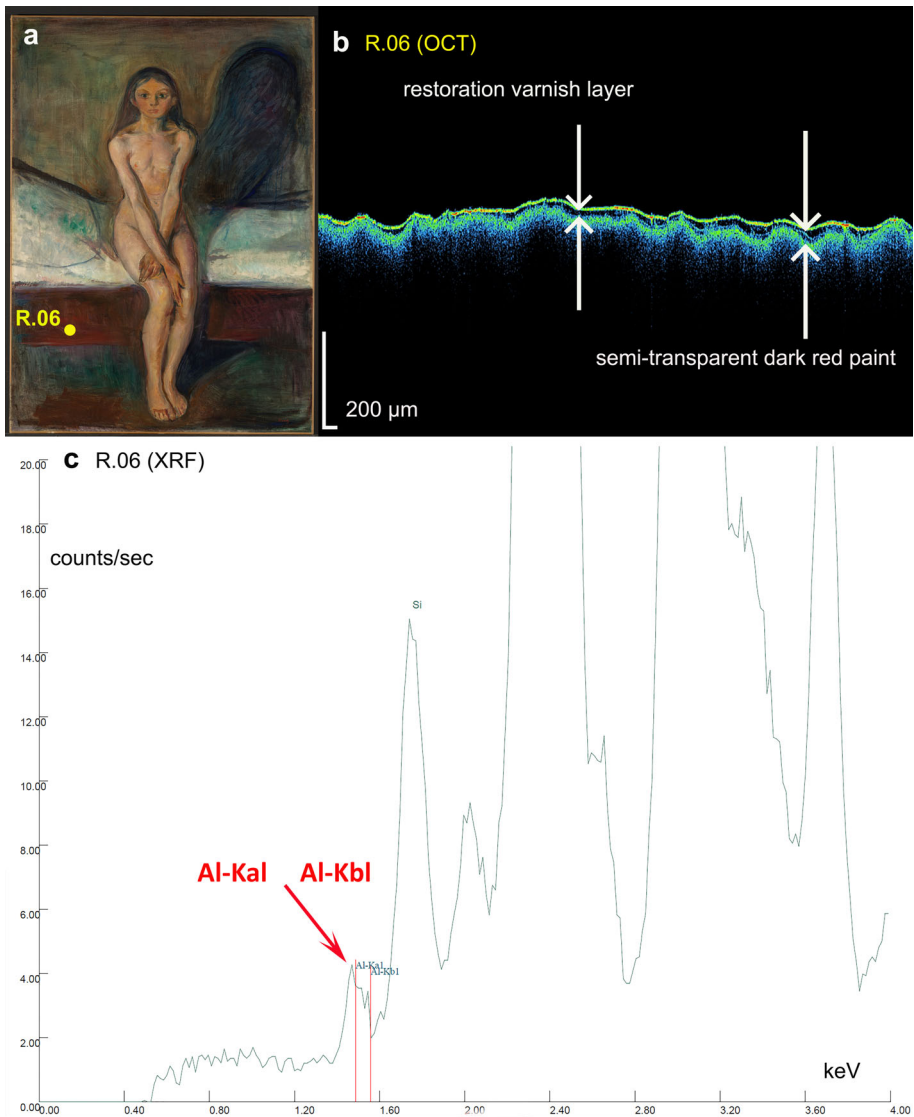 a
R.06
b R.06 (OCT)
restoration varnish layer
semi-transparent dark red paint
200 µm
c R.06 (XRF)
20.00
18.00
counts/sec
16.00
Si
14.00
12.00
10.00
8.00
Al-Kal Al-Kbl
6.00
4.00
Al-Ka1
Al-Kb1
2.00
keV
0.00
0.00 0.40 0.80 1.20 1.60 2.00 2.40 2.80 3.20 3.60 4.00